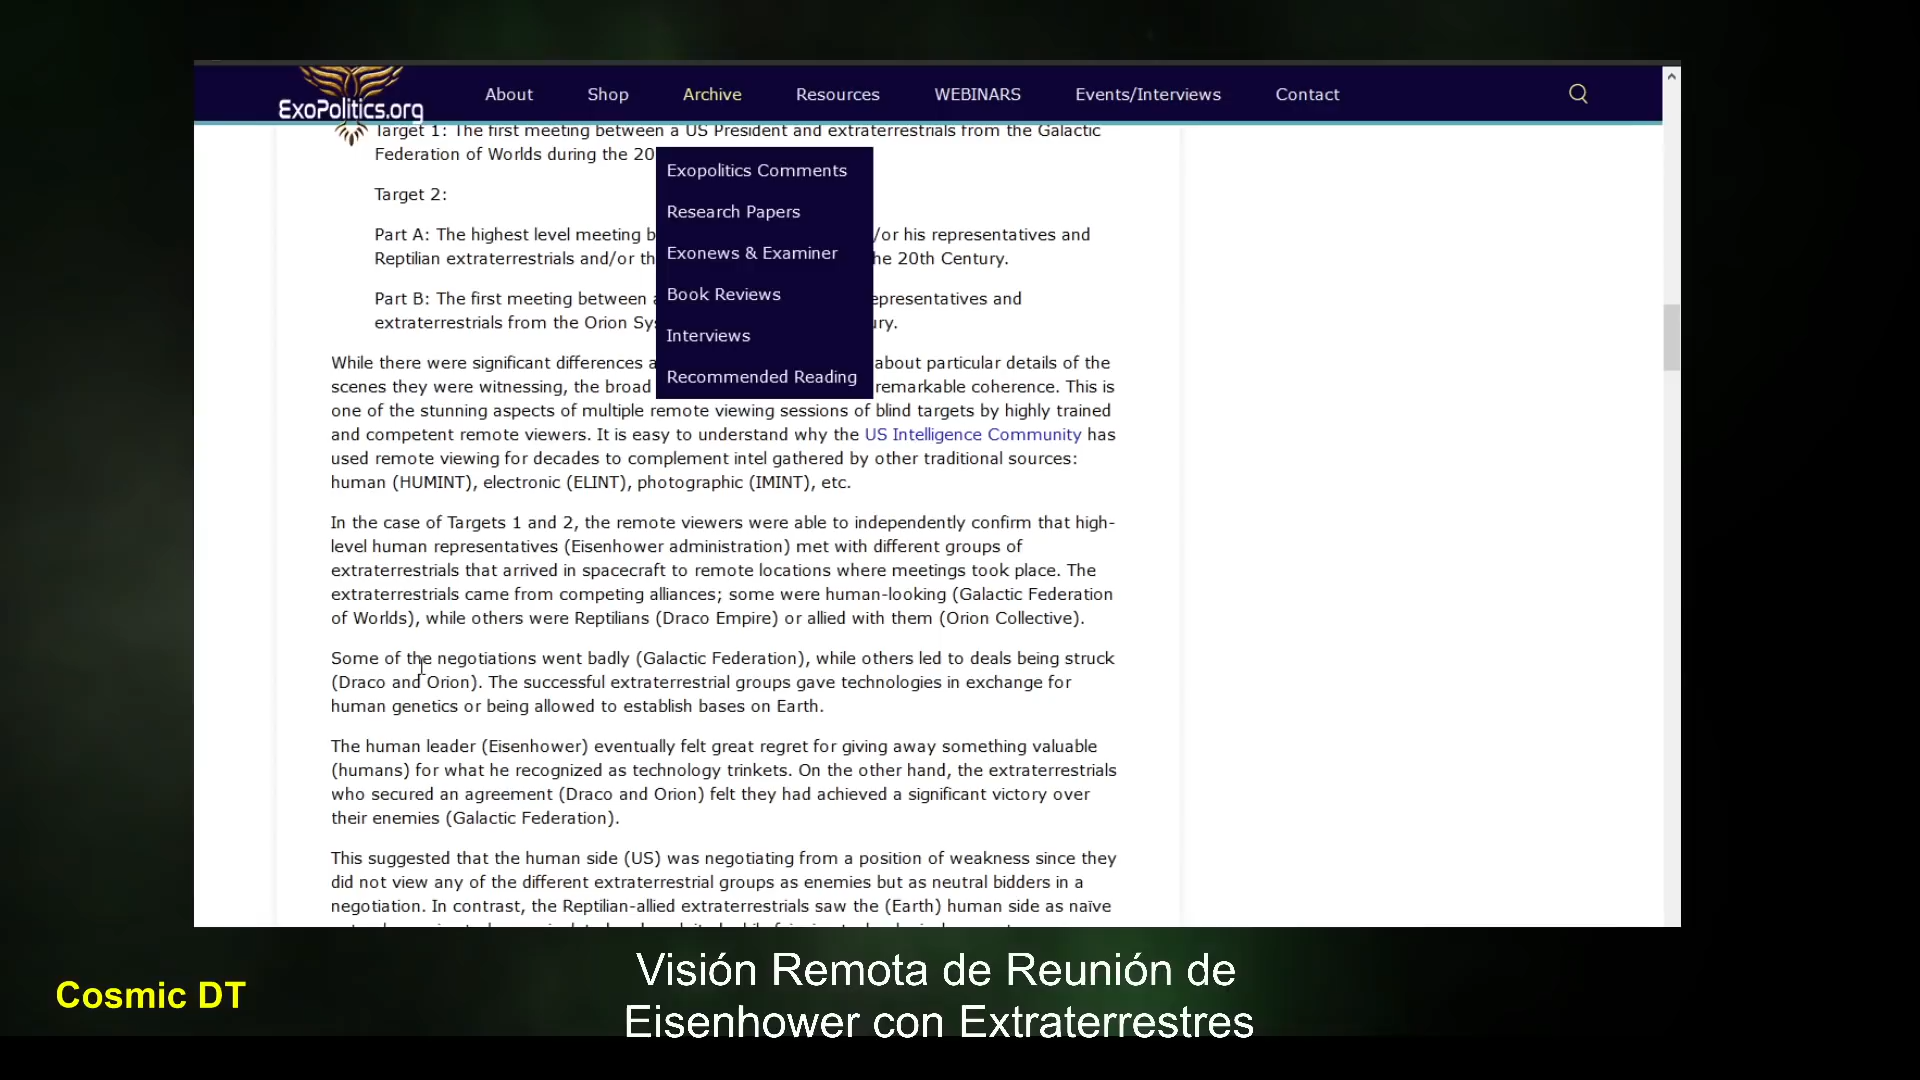 ExoPolitics.org
About Shop Archive Resources WEBINARS Events/Interviews Contact
Target 1: The first meeting between a US President and extraterrestrials from the Galactic
Federation of Worlds during the 20
Target 2:
Part A: The highest level meeting b /or his representatives and
Reptilian extraterrestrials and/or th he 20th Century.
Part B: The first meeting between epresentatives and
extraterrestrials from the Orion Sy ury.
Exopolitics Comments
Research Papers
Exonews & Examiner
Book Reviews
Interviews
Recommended Reading
While there were significant differences a about particular details of the
scenes they were witnessing, the broad remarkable coherence. This is
one of the stunning aspects of multiple remote viewing sessions of blind targets by highly trained
and competent remote viewers. It is easy to understand why the US Intelligence Community has
used remote viewing for decades to complement intel gathered by other traditional sources:
human (HUMINT), electronic (ELINT), photographic (IMINT), etc.
In the case of Targets 1 and 2, the remote viewers were able to independently confirm that high-
level human representatives (Eisenhower administration) met with different groups of
extraterrestrials that arrived in spacecraft to remote locations where meetings took place. The
extraterrestrials came from competing alliances; some were human-looking (Galactic Federation
of Worlds), while others were Reptilians (Draco Empire) or allied with them (Orion Collective).
Some of the negotiations went badly (Galactic Federation), while others led to deals being struck
(Draco and Orion). The successful extraterrestrial groups gave technologies in exchange for
human genetics or being allowed to establish bases on Earth.
The human leader (Eisenhower) eventually felt great regret for giving away something valuable
(humans) for what he recognized as technology trinkets. On the other hand, the extraterrestrials
who secured an agreement (Draco and Orion) felt they had achieved a significant victory over
their enemies (Galactic Federation).
This suggested that the human side (US) was negotiating from a position of weakness since they
did not view any of the different extraterrestrial groups as enemies but as neutral bidders in a
negotiation. In contrast, the Reptilian-allied extraterrestrials saw the (Earth) human side as naïve
Cosmic DT
Visión Remota de Reunión de
Eisenhower con Extraterrestres